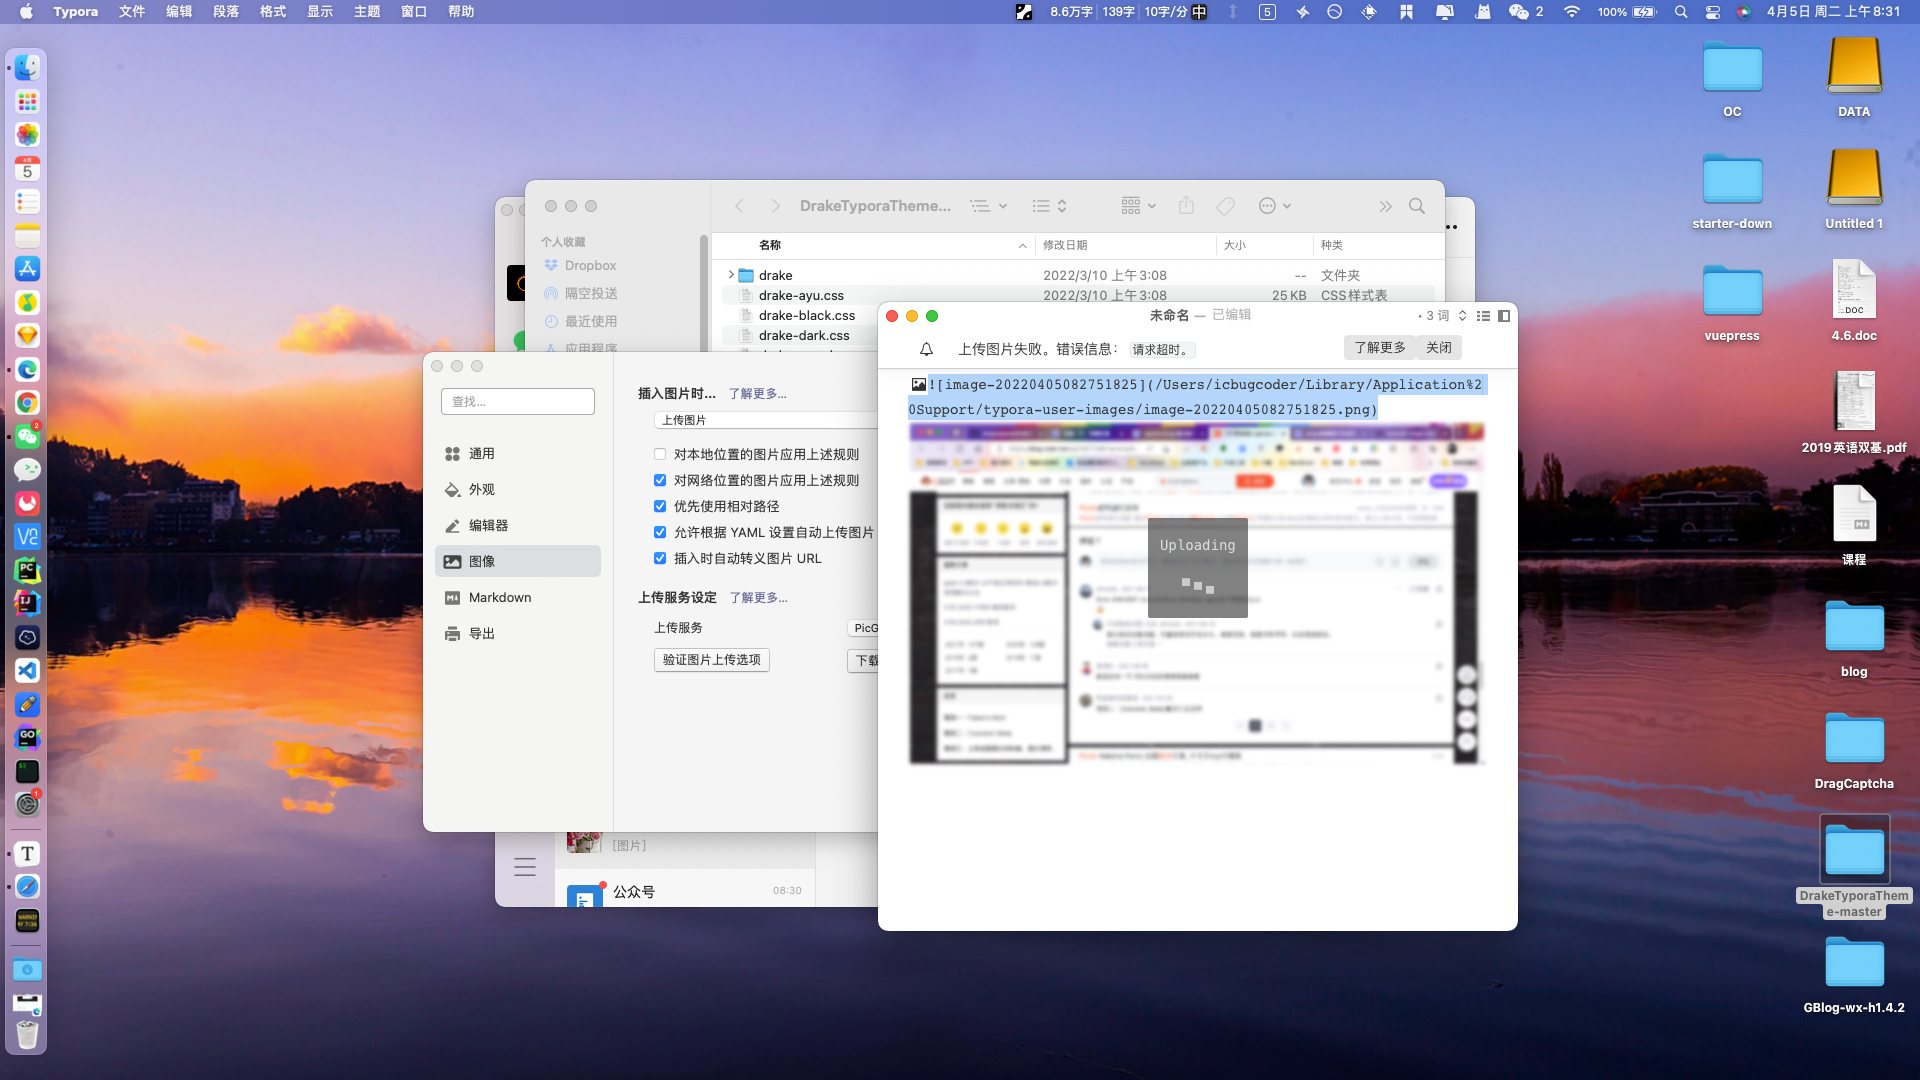 Typora 文件 编辑 段落 格式 显示 主题 窗口 帮助
8.6万字 139字 10字/分 中 5 2 100% 4月5日 周二 上午8:31
OC
DATA
starter-down
Untitled 1
vuepress
DOC
4.6.doc
2019英语双基.pdf
课程
blog
DragCaptcha
DrakeTyporaThem
e-master
GBlog-wx-h1.4.2
4月
5
2
VC
PC
IJ
GO
1
T
DrakeTyporaTheme...
个人收藏
Dropbox
隔空投送
最近使用
应用程序
名称 修改日期 大小 种类
drake 2022/3/10 上午3:08 -- 文件夹
drake-ayu.css 2022/3/10 上午3:08 25 KB CSS样式表
drake-black.css
drake-dark.css
查找...
通用
外观
编辑器
图像
Markdown
导出
插入图片时... 了解更多...
上传图片
对本地位置的图片应用上述规则
对网络位置的图片应用上述规则
优先使用相对路径
允许根据 YAML 设置自动上传图片
插入时自动转义图片 URL
上传服务设定 了解更多...
上传服务 PicG
验证图片上传选项 下载
[图片]
公众号 08:30
未命名 — 已编辑
• 3 词
上传图片失败。错误信息： 请求超时。 了解更多 关闭
![image-20220405082751825](/Users/icbugcoder/Library/Application%2
0Support/typora-user-images/image-20220405082751825.png)
Uploading